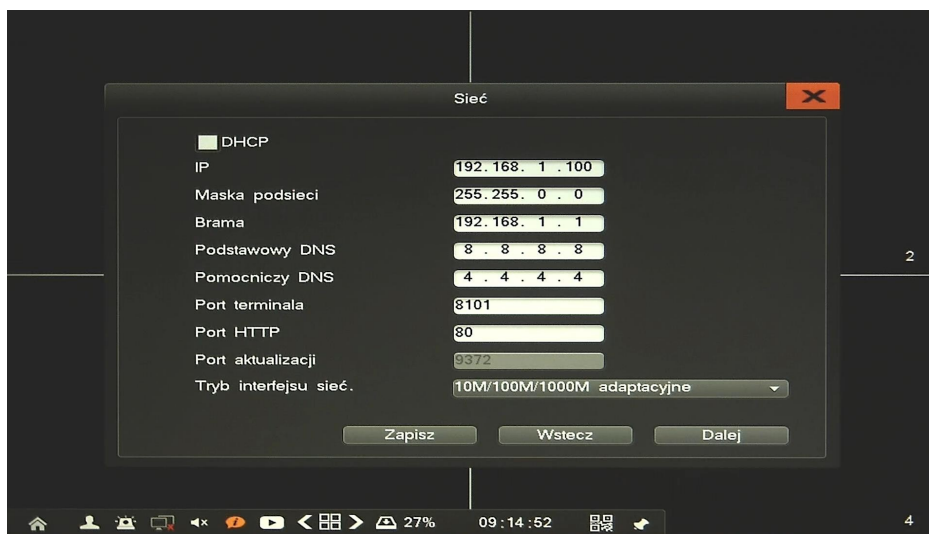 Sieć
DHCP
IP 192.168. 1 .100
Maska podsieci 255.255. 0 . 0
Brama 192.168. 1 . 1
Podstawowy DNS 8 . 8 . 8 . 8
Pomocniczy DNS 4 . 4 . 4 . 4
Port terminala 8101
Port HTTP 80
Port aktualizacji 9372
Tryb interfejsu sieć. 10M/100M/1000M adaptacyjne
Zapisz Wstecz Dalej
2
27% 09:14:52
4